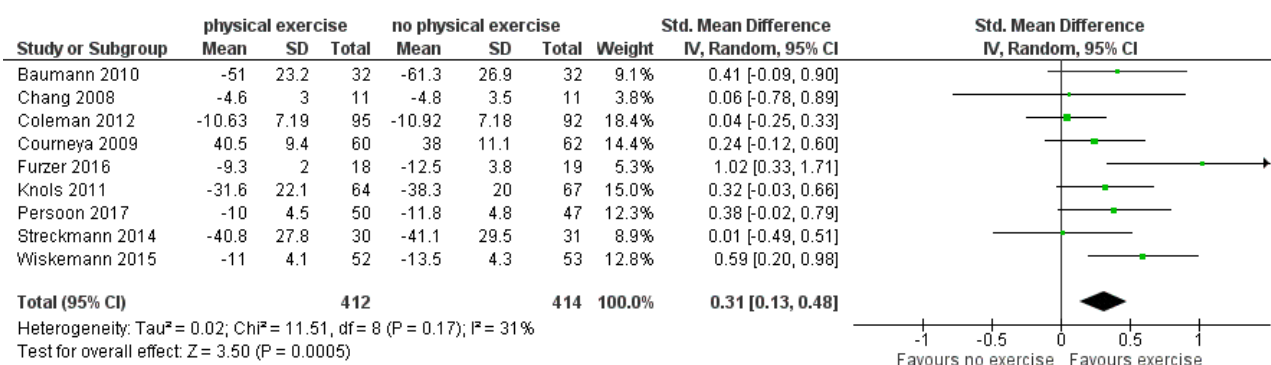 physical exercise no physical exercise Std. Mean Difference Std. Mean Difference
Study or Subgroup Mean SD Total Mean SD Total Weight IV, Random, 95% CI IV, Random, 95% CI
Baumann 2010 -51 23.2 32 -61.3 26.9 32 9.1% 0.41 [-0.09, 0.90]
Chang 2008 -4.6 3 11 -4.8 3.5 11 3.8% 0.06 [-0.78, 0.89]
Coleman 2012 -10.63 7.19 95 -10.92 7.18 92 18.4% 0.04 [-0.25, 0.33]
Courneya 2009 40.5 9.4 60 38 11.1 62 14.4% 0.24 [-0.12, 0.60]
Furzer 2016 -9.3 2 18 -12.5 3.8 19 5.3% 1.02 [0.33, 1.71]
Knols 2011 -31.6 22.1 64 -38.3 20 67 15.0% 0.32 [-0.03, 0.66]
Persoon 2017 -10 4.5 50 -11.8 4.8 47 12.3% 0.38 [-0.02, 0.79]
Streckmann 2014 -40.8 27.8 30 -41.1 29.5 31 8.9% 0.01 [-0.49, 0.51]
Wiskemann 2015 -11 4.1 52 -13.5 4.3 53 12.8% 0.59 [0.20, 0.98]
Total (95% CI) 412 414 100.0% 0.31 [0.13, 0.48]
Heterogeneity: Tau² = 0.02; Chi² = 11.51, df = 8 (P = 0.17); I² = 31%
Test for overall effect: Z = 3.50 (P = 0.0005)
-1 -0.5 0 0.5 1
Favours no exercise Favours exercise